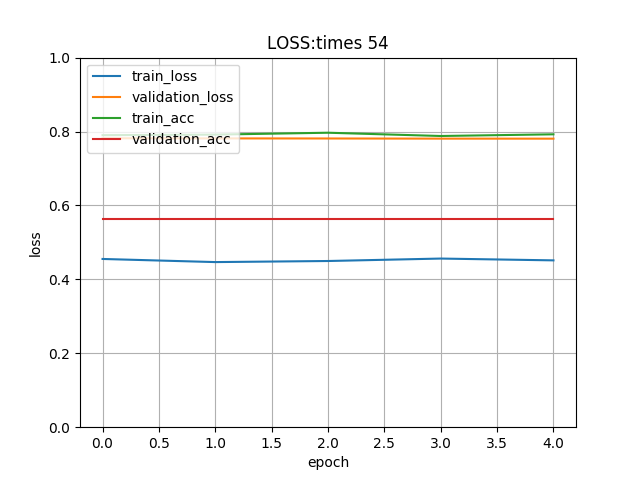 LOSS:times 54
1.0
0.8
0.6
0.4
0.2
0.0
loss
train_loss
validation_loss
train_acc
validation_acc
0.0 0.5 1.0 1.5 2.0 2.5 3.0 3.5 4.0
epoch